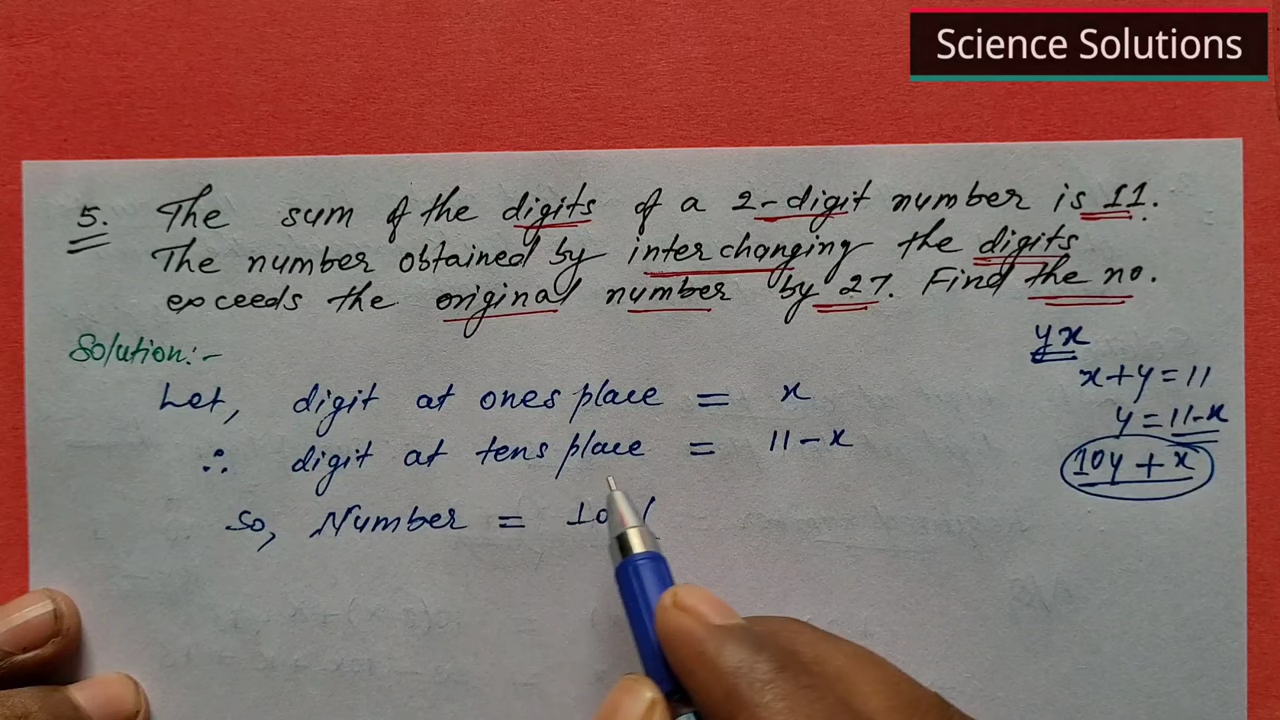 Science Solutions
5. The sum of the digits of a 2-digit number is 11.
The number obtained by interchanging the digits
exceeds the original number by 27. Find the no.
Solution:-
yx
x+y=11
y=11-x
10y+x
Let, digit at ones place = x
∴ digit at tens place = 11-x
So, Number = 10(